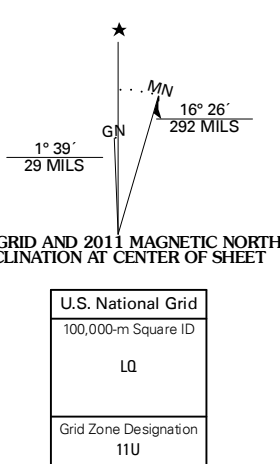 ★
MN
16° 26´
292 MILS
GN
1° 39´
29 MILS
GRID AND 2011 MAGNETIC NORTH
CLINATION AT CENTER OF SHEET
U.S. National Grid
100,000-m Square ID
LQ
Grid Zone Designation
11U